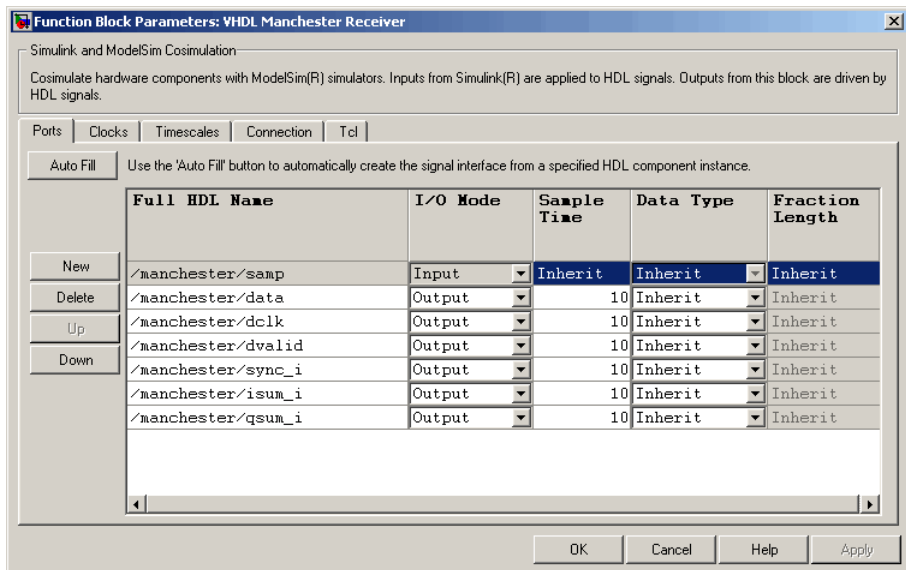 Function Block Parameters: VHDL Manchester Receiver
Simulink and ModelSim Cosimulation
Cosimulate hardware components with ModelSim(R) simulators. Inputs from Simulink(R) are applied to HDL signals. Outputs from this block are driven by
HDL signals.
Ports Clocks Timescales Connection Tcl
Auto Fill Use the 'Auto Fill' button to automatically create the signal interface from a specified HDL component instance.
Full HDL Name I/O Mode Sample Time Data Type Fraction Length
New /manchester/samp Input Inherit Inherit Inherit
Delete /manchester/data Output 10 Inherit Inherit
Up /manchester/dclk Output 10 Inherit Inherit
/manchester/dvalid Output 10 Inherit Inherit
Down /manchester/sync_i Output 10 Inherit Inherit
/manchester/isum_i Output 10 Inherit Inherit
/manchester/qsum_i Output 10 Inherit Inherit
OK Cancel Help Apply